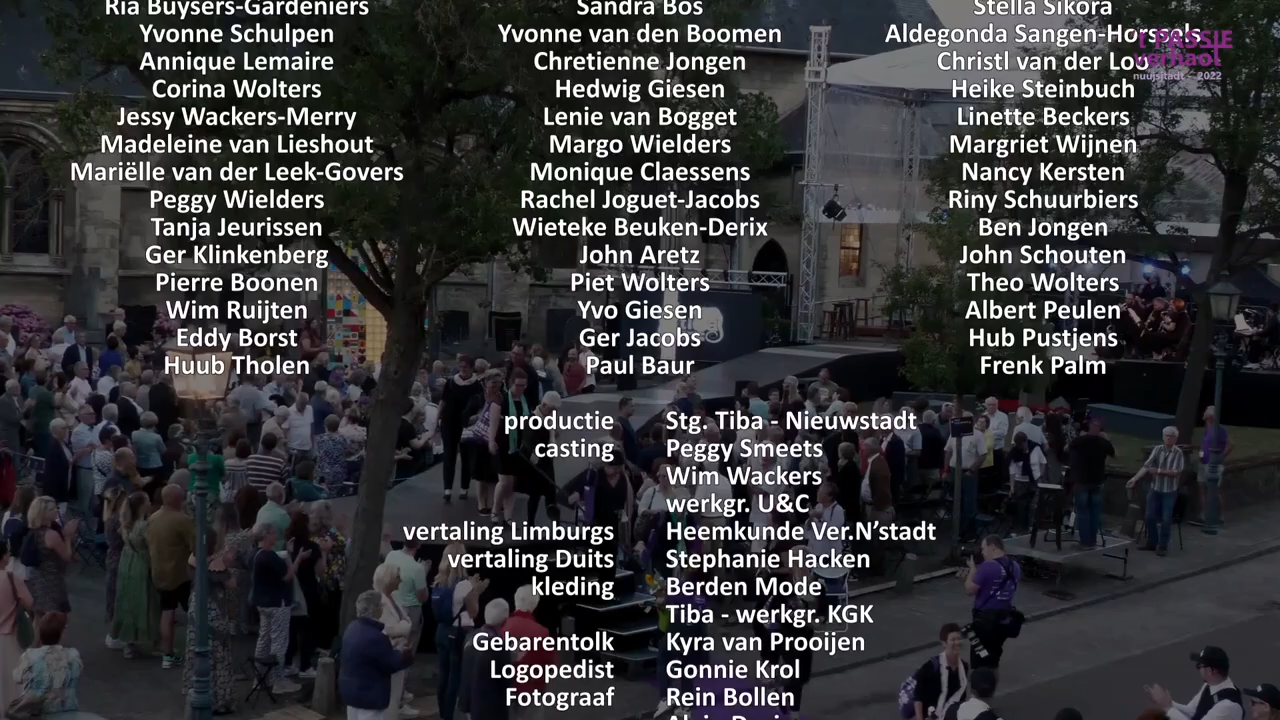 Ria Buysers-Gardeniers Sandra Bos Stella Sikora
Yvonne Schulpen Yvonne van den Boomen Aldegonda Sangen-Horssels
Annique Lemaire Chretienne Jongen Christl van der Loo
Corina Wolters Hedwig Giesen Heike Steinbuch
Jessy Wackers-Merry Lenie van Bogget Linette Beckers
Madeleine van Lieshout Margo Wielders Margriet Wijnen
Mariëlle van der Leek-Govers Monique Claessens Nancy Kersten
Peggy Wielders Rachel Joguet-Jacobs Riny Schuurbiers
Tanja Jeurissen Wieteke Beuken-Derix Ben Jongen
Ger Klinkenberg John Aretz John Schouten
Pierre Boonen Piet Wolters Theo Wolters
Wim Ruijten Yvo Giesen Albert Peulen
Eddy Borst Ger Jacobs Hub Pustjens
Huub Tholen Paul Baur Frenk Palm
't PASSIE
verhaol
nuujsjtadt - 2022
productie Stg. Tiba - Nieuwstadt
casting Peggy Smeets
Wim Wackers
werkgr. U&C
vertaling Limburgs Heemkunde Ver.N’stadt
vertaling Duits Stephanie Hacken
kleding Berden Mode
Tiba - werkgr. KGK
Gebarentolk Kyra van Prooijen
Logopedist Gonnie Krol
Fotograaf Rein Bollen